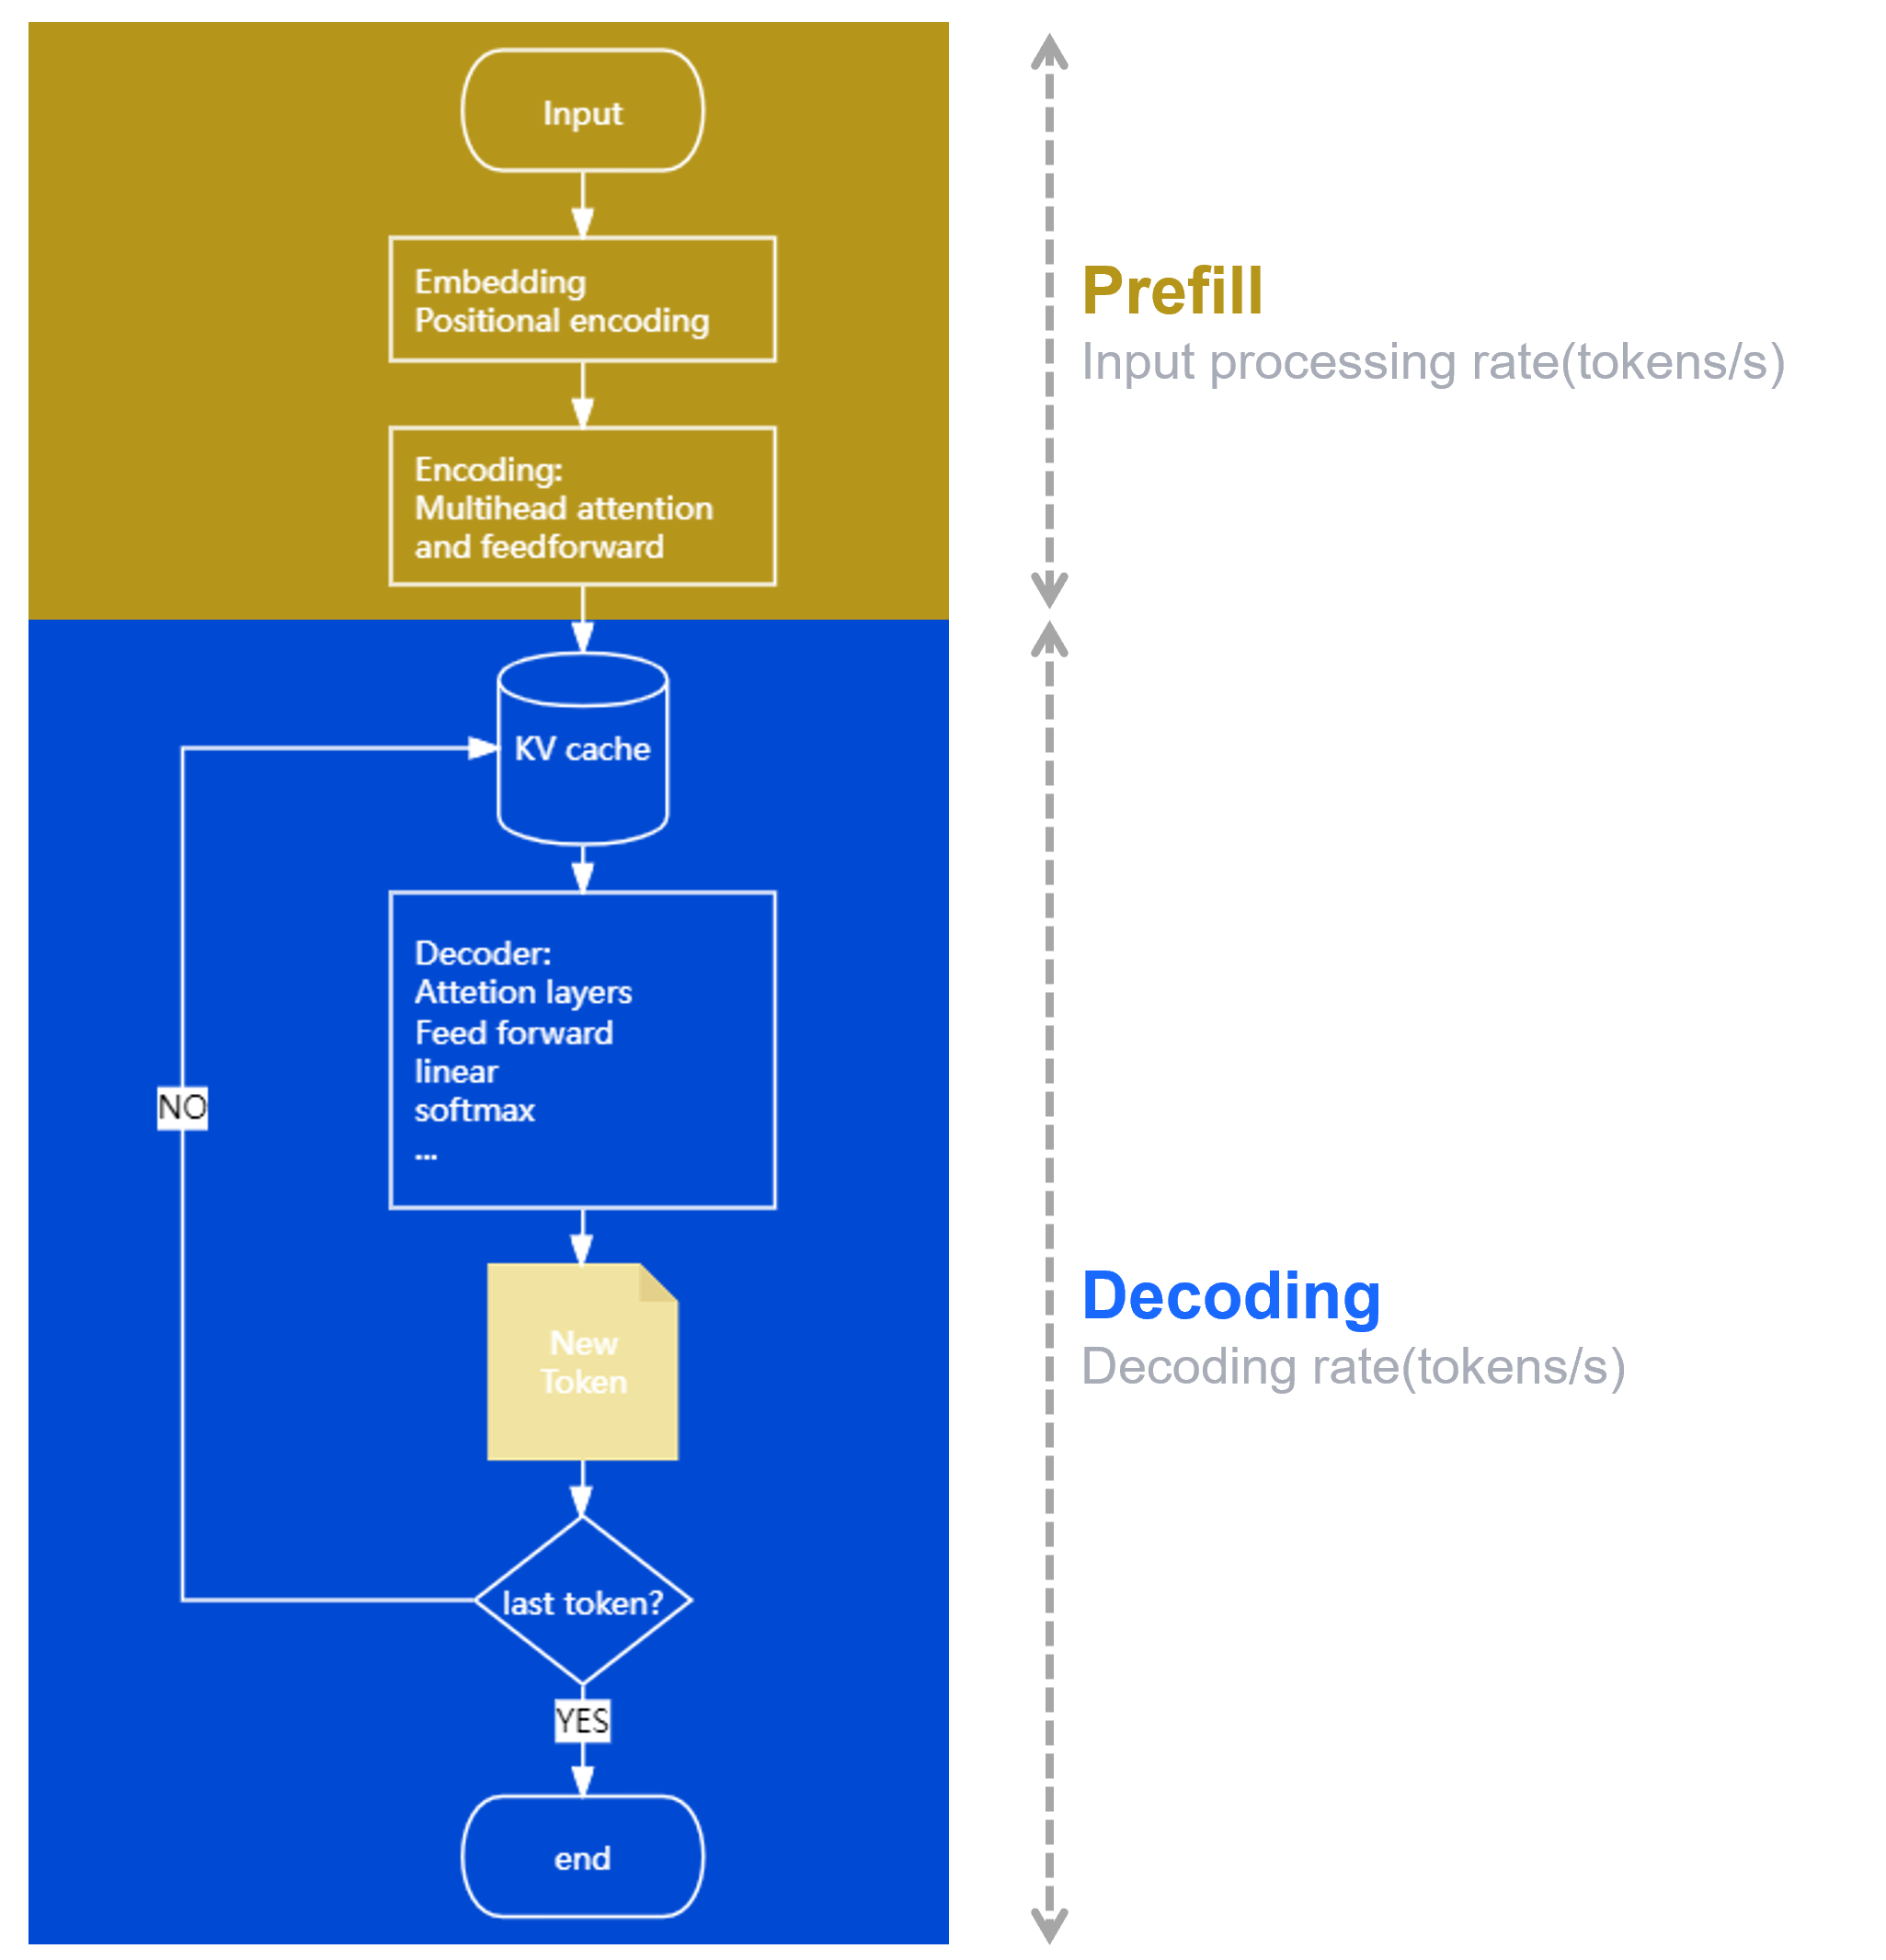 Input
Embedding
Positional encoding
Encoding:
Multihead attention
and feedforward
Prefill
Input processing rate(tokens/s)
KV cache
Decoder:
Attetion layers
Feed forward
linear
softmax
...
NO
New
Token
Decoding
Decoding rate(tokens/s)
last token?
YES
end